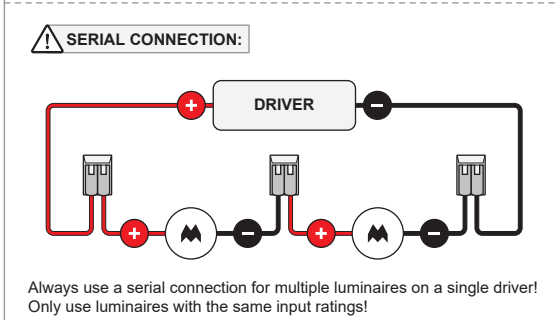 SERIAL CONNECTION:
+ DRIVER −
+ − + −
Always use a serial connection for multiple luminaires on a single driver!
Only use luminaires with the same input ratings!